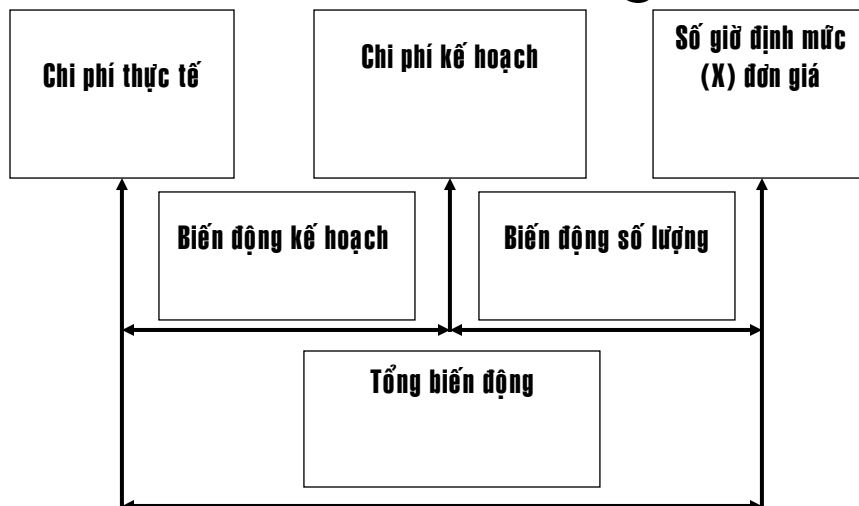 Chi phí thực tế
Chi phí kế hoạch
Số giờ định mức
(X) đơn giá
Biến động kế hoạch
Biến động số lượng
Tổng biến động